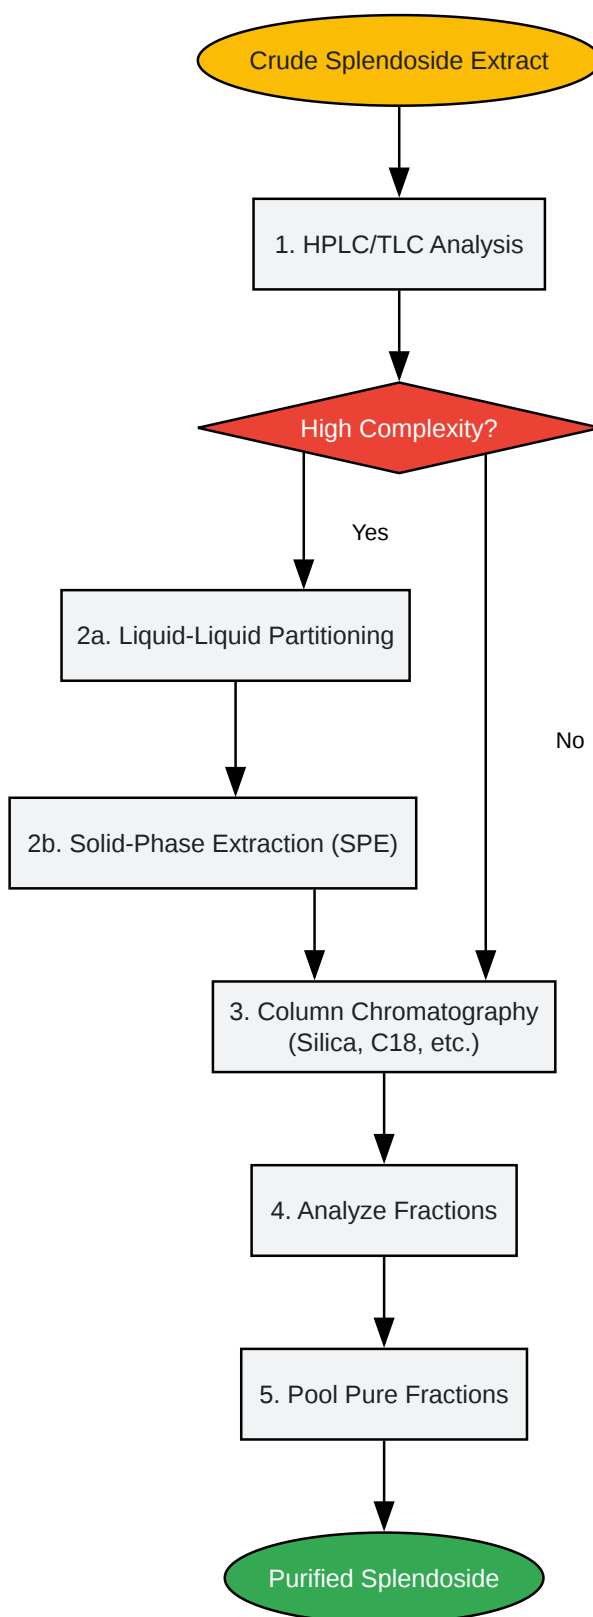 Crude Splendoside Extract
1. HPLC/TLC Analysis
High Complexity?
Yes
2a. Liquid-Liquid Partitioning
No
2b. Solid-Phase Extraction (SPE)
3. Column Chromatography
(Silica, C18, etc.)
4. Analyze Fractions
5. Pool Pure Fractions
Purified Splendoside